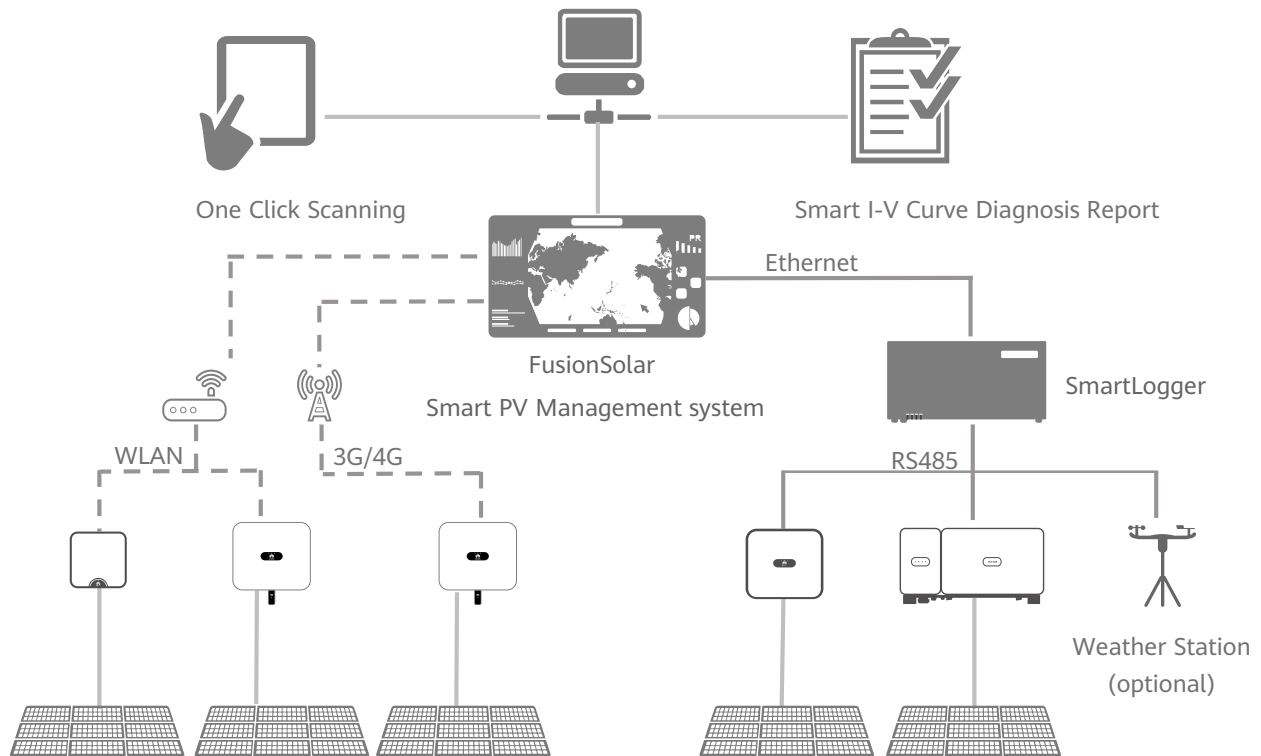 One Click Scanning
Smart I-V Curve Diagnosis Report
PR
Ethernet
FusionSolar
Smart PV Management system
SmartLogger
WLAN
3G/4G
RS485
Weather Station
(optional)